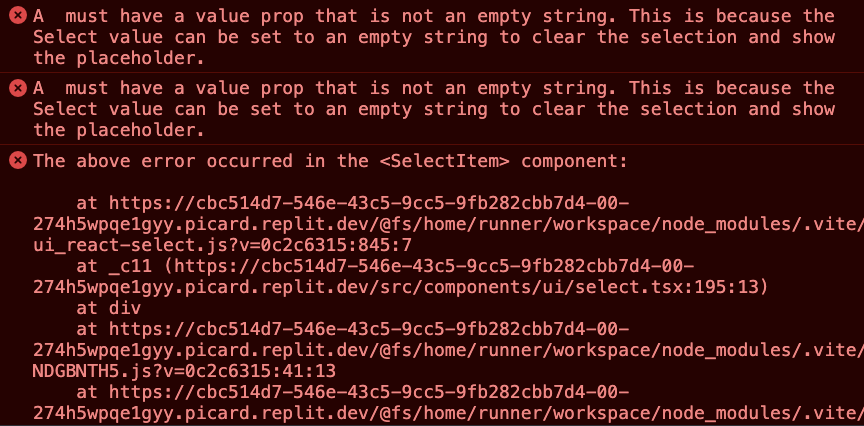 A  must have a value prop that is not an empty string. This is because the
Select value can be set to an empty string to clear the selection and show
the placeholder.
A  must have a value prop that is not an empty string. This is because the
Select value can be set to an empty string to clear the selection and show
the placeholder.
The above error occurred in the <SelectItem> component:
at https://cbc514d7-546e-43c5-9cc5-9fb282cbb7d4-00-
274h5wpqe1gyy.picard.replit.dev/@fs/home/runner/workspace/node_modules/.vite/
ui_react-select.js?v=0c2c6315:845:7
at _c11 (https://cbc514d7-546e-43c5-9cc5-9fb282cbb7d4-00-
274h5wpqe1gyy.picard.replit.dev/src/components/ui/select.tsx:195:13)
at div
at https://cbc514d7-546e-43c5-9cc5-9fb282cbb7d4-00-
274h5wpqe1gyy.picard.replit.dev/@fs/home/runner/workspace/node_modules/.vite/
NDGBNTH5.js?v=0c2c6315:41:13
at https://cbc514d7-546e-43c5-9cc5-9fb282cbb7d4-00-
274h5wpqe1gyy.picard.replit.dev/@fs/home/runner/workspace/node_modules/.vite/